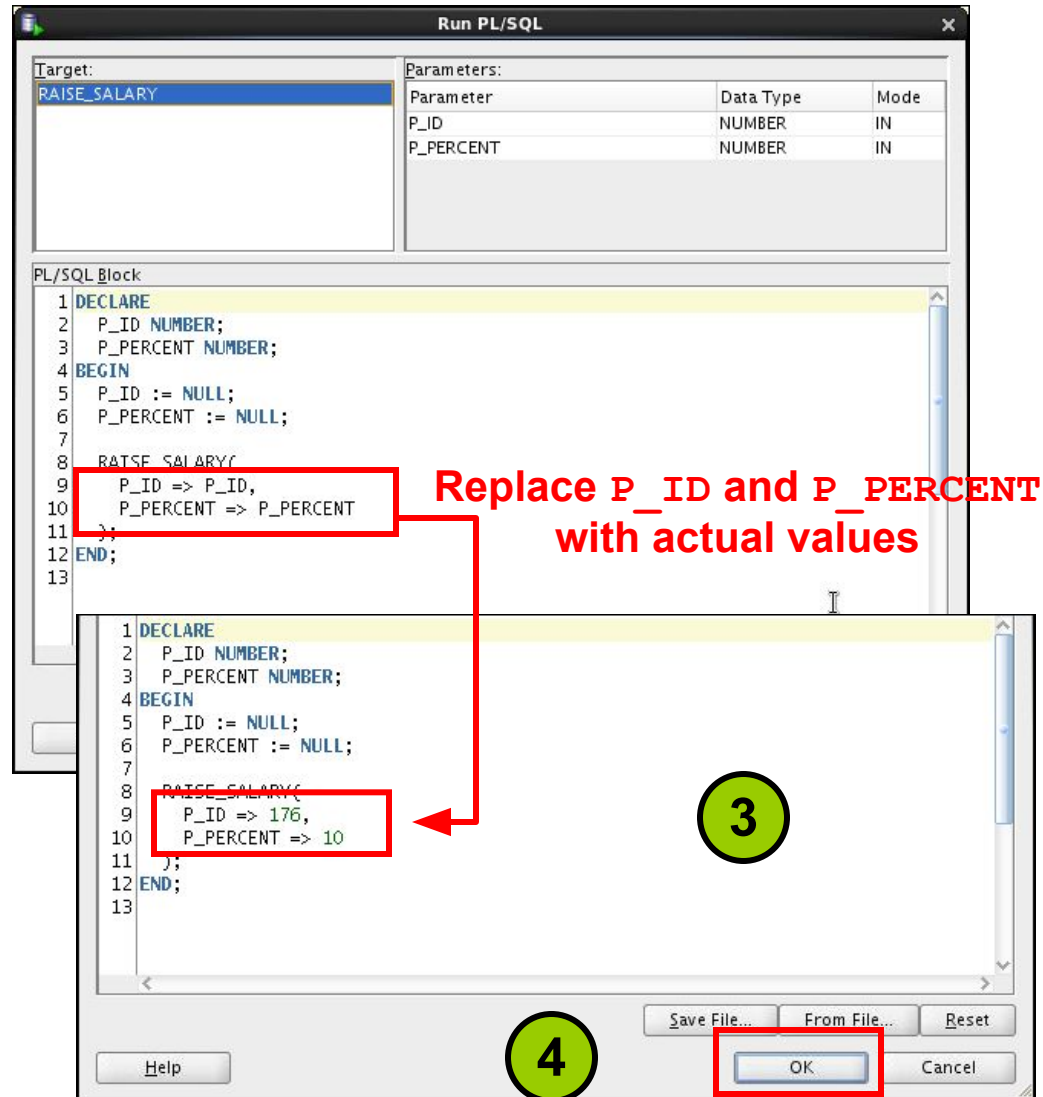 Run PL/SQL
Target:
RAISE_SALARY
Parameters:
Parameter Data Type Mode
P_ID NUMBER IN
P_PERCENT NUMBER IN
PL/SQL Block
1 DECLARE
2 P_ID NUMBER;
3 P_PERCENT NUMBER;
4 BEGIN
5 P_ID := NULL;
6 P_PERCENT := NULL;
7
8 RAISE_SALARY(
9 P_ID => P_ID,
10 P_PERCENT => P_PERCENT
11 );
12 END;
13
Replace P_ID and P_PERCENT
with actual values
1 DECLARE
2 P_ID NUMBER;
3 P_PERCENT NUMBER;
4 BEGIN
5 P_ID := NULL;
6 P_PERCENT := NULL;
7
8 RAISE_SALARY(
9 P_ID => 176,
10 P_PERCENT => 10
11 );
12 END;
13
3
Save File... From File... Reset
4
Help OK Cancel